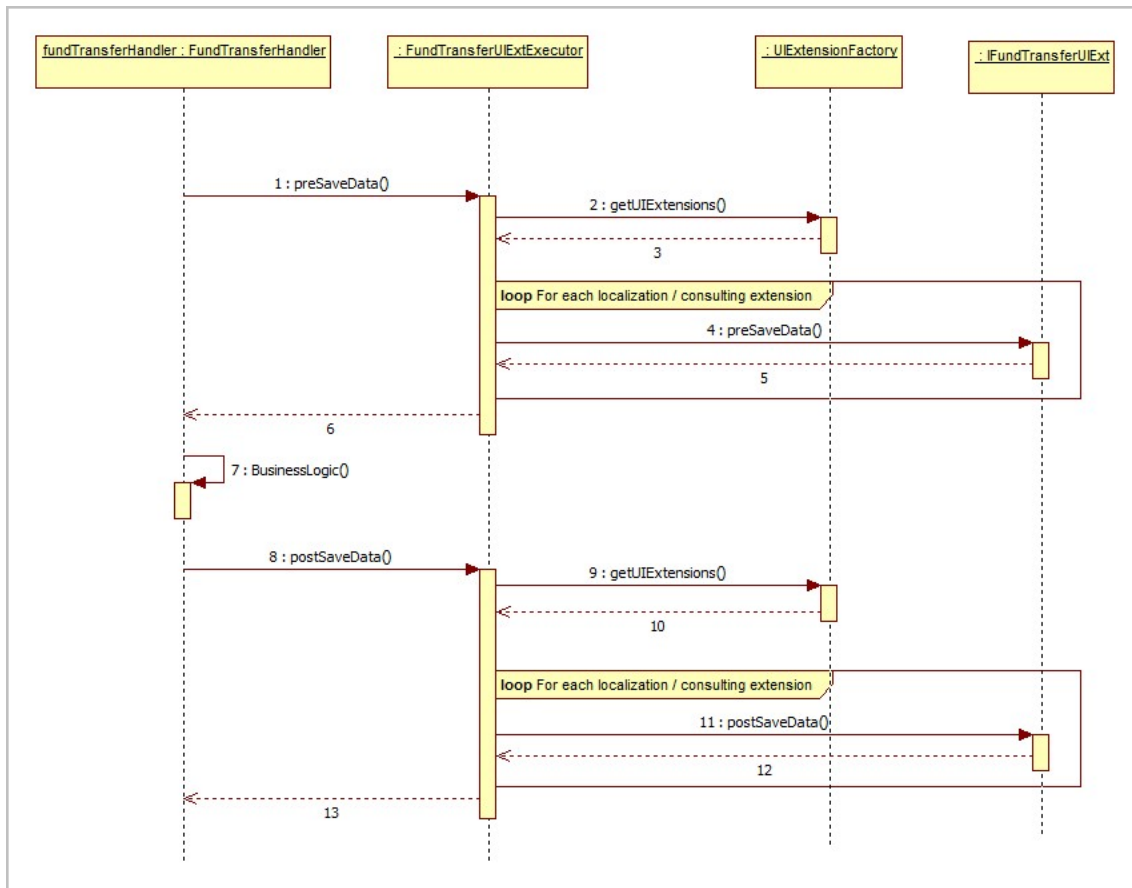 fundTransferHandler : FundTransferHandler
: FundTransferUIExtExecutor
: UIExtensionFactory
: IFundTransferUIExt
1 : preSaveData()
2 : getUIExtensions()
3
loop For each localization / consulting extension
4 : preSaveData()
5
6
7 : BusinessLogic()
8 : postSaveData()
9 : getUIExtensions()
10
loop For each localization / consulting extension
11 : postSaveData()
12
13